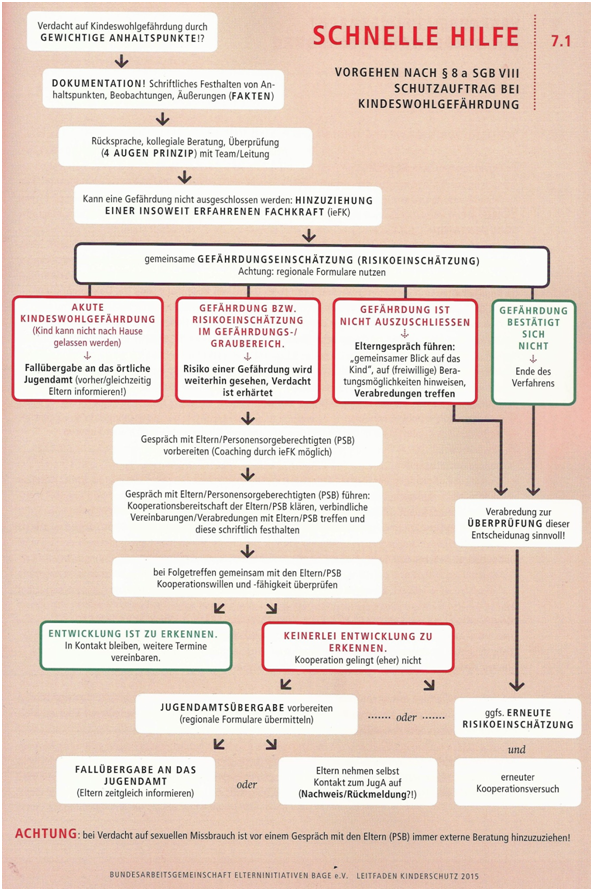 Verdacht auf Kindeswohlgefährdung durch
GEWICHTIGE ANHALTSPUNKTE!?
SCHNELLE HILFE
7.1
VORGEHEN NACH § 8 a SGB VIII
SCHUTZAUFTRAG BEI
KINDESWOHLGEFÄHRDUNG
DOKUMENTATION! Schriftliches Festhalten von An-
haltspunkten, Beobachtungen, Äußerungen (FAKTEN)
Rücksprache, kollegiale Beratung, Überprüfung
(4 AUGEN PRINZIP) mit Team/Leitung
Kann eine Gefährdung nicht ausgeschlossen werden: HINZUZIEHUNG
EINER INSOWEIT ERFAHRENEN FACHKRAFT (ieFK)
gemeinsame GEFÄHRDUNGSEINSCHÄTZUNG (RISIKOEINSCHÄTZUNG)
Achtung: regionale Formulare nutzen
AKUTE
KINDESWOHLGEFÄHRDUNG
(Kind kann nicht nach Hause
gelassen werden)
Fallübergabe an das örtliche
Jugendamt (vorher/gleichzeitig
Eltern informieren!)
GEFÄHRDUNG BZW.
RISIKOEINSCHÄTZUNG
IM GEFÄHRDUNGS-/
GRAUBEREICH.
Risiko einer Gefährdung wird
weiterhin gesehen, Verdacht
ist erhärtet
GEFÄHRDUNG IST
NICHT AUSZUSCHLIESSEN
Elterngespräch führen:
„gemeinsamer Blick auf das
Kind", auf (freiwillige) Bera-
tungsmöglichkeiten hinweisen,
Verabredungen treffen
GEFÄHRDUNG
BESTÄTIGT
SICH
NICHT
Ende des
Verfahrens
Gespräch mit Eltern/Personensorgeberechtigten (PSB)
vorbereiten (Coaching durch ieFK möglich)
Gespräch mit Eltern/Personensorgeberechtigten (PSB) führen:
Kooperationsbereitschaft der Eltern/PSB klären, verbindliche
Vereinbarungen/Verabredungen mit Eltern/PSB treffen und
diese schriftlich festhalten
Verabredung zur
ÜBERPRÜFUNG dieser
Entscheidunag sinnvoll!
bei Folgetreffen gemeinsam mit den Eltern/PSB
Kooperationswillen und -fähigkeit überprüfen
ENTWICKLUNG IST ZU ERKENNEN.
In Kontakt bleiben, weitere Termine
vereinbaren.
KEINERLEI ENTWICKLUNG ZU
ERKENNEN.
Kooperation gelingt (eher) nicht
JUGENDAMTSÜBERGABE vorbereiten
(regionale Formulare übermitteln)
oder
ggfs. ERNEUTE
RISIKOEINSCHÄTZUNG
und
erneuter
Kooperationsversuch
FALLÜBERGABE AN DAS
JUGENDAMT
(Eltern zeitgleich informieren)
oder
Eltern nehmen selbst
Kontakt zum JugA auf
(Nachweis/Rückmeldung?!)
ACHTUNG: bei Verdacht auf sexuellen Missbrauch ist vor einem Gespräch mit den Eltern (PSB) immer externe Beratung hinzuzuziehen!
BUNDESARBEITSGEMEINSCHAFT ELTERNINITIATIVEN BAGE e.V. LEITFADEN KINDERSCHUTZ 2015